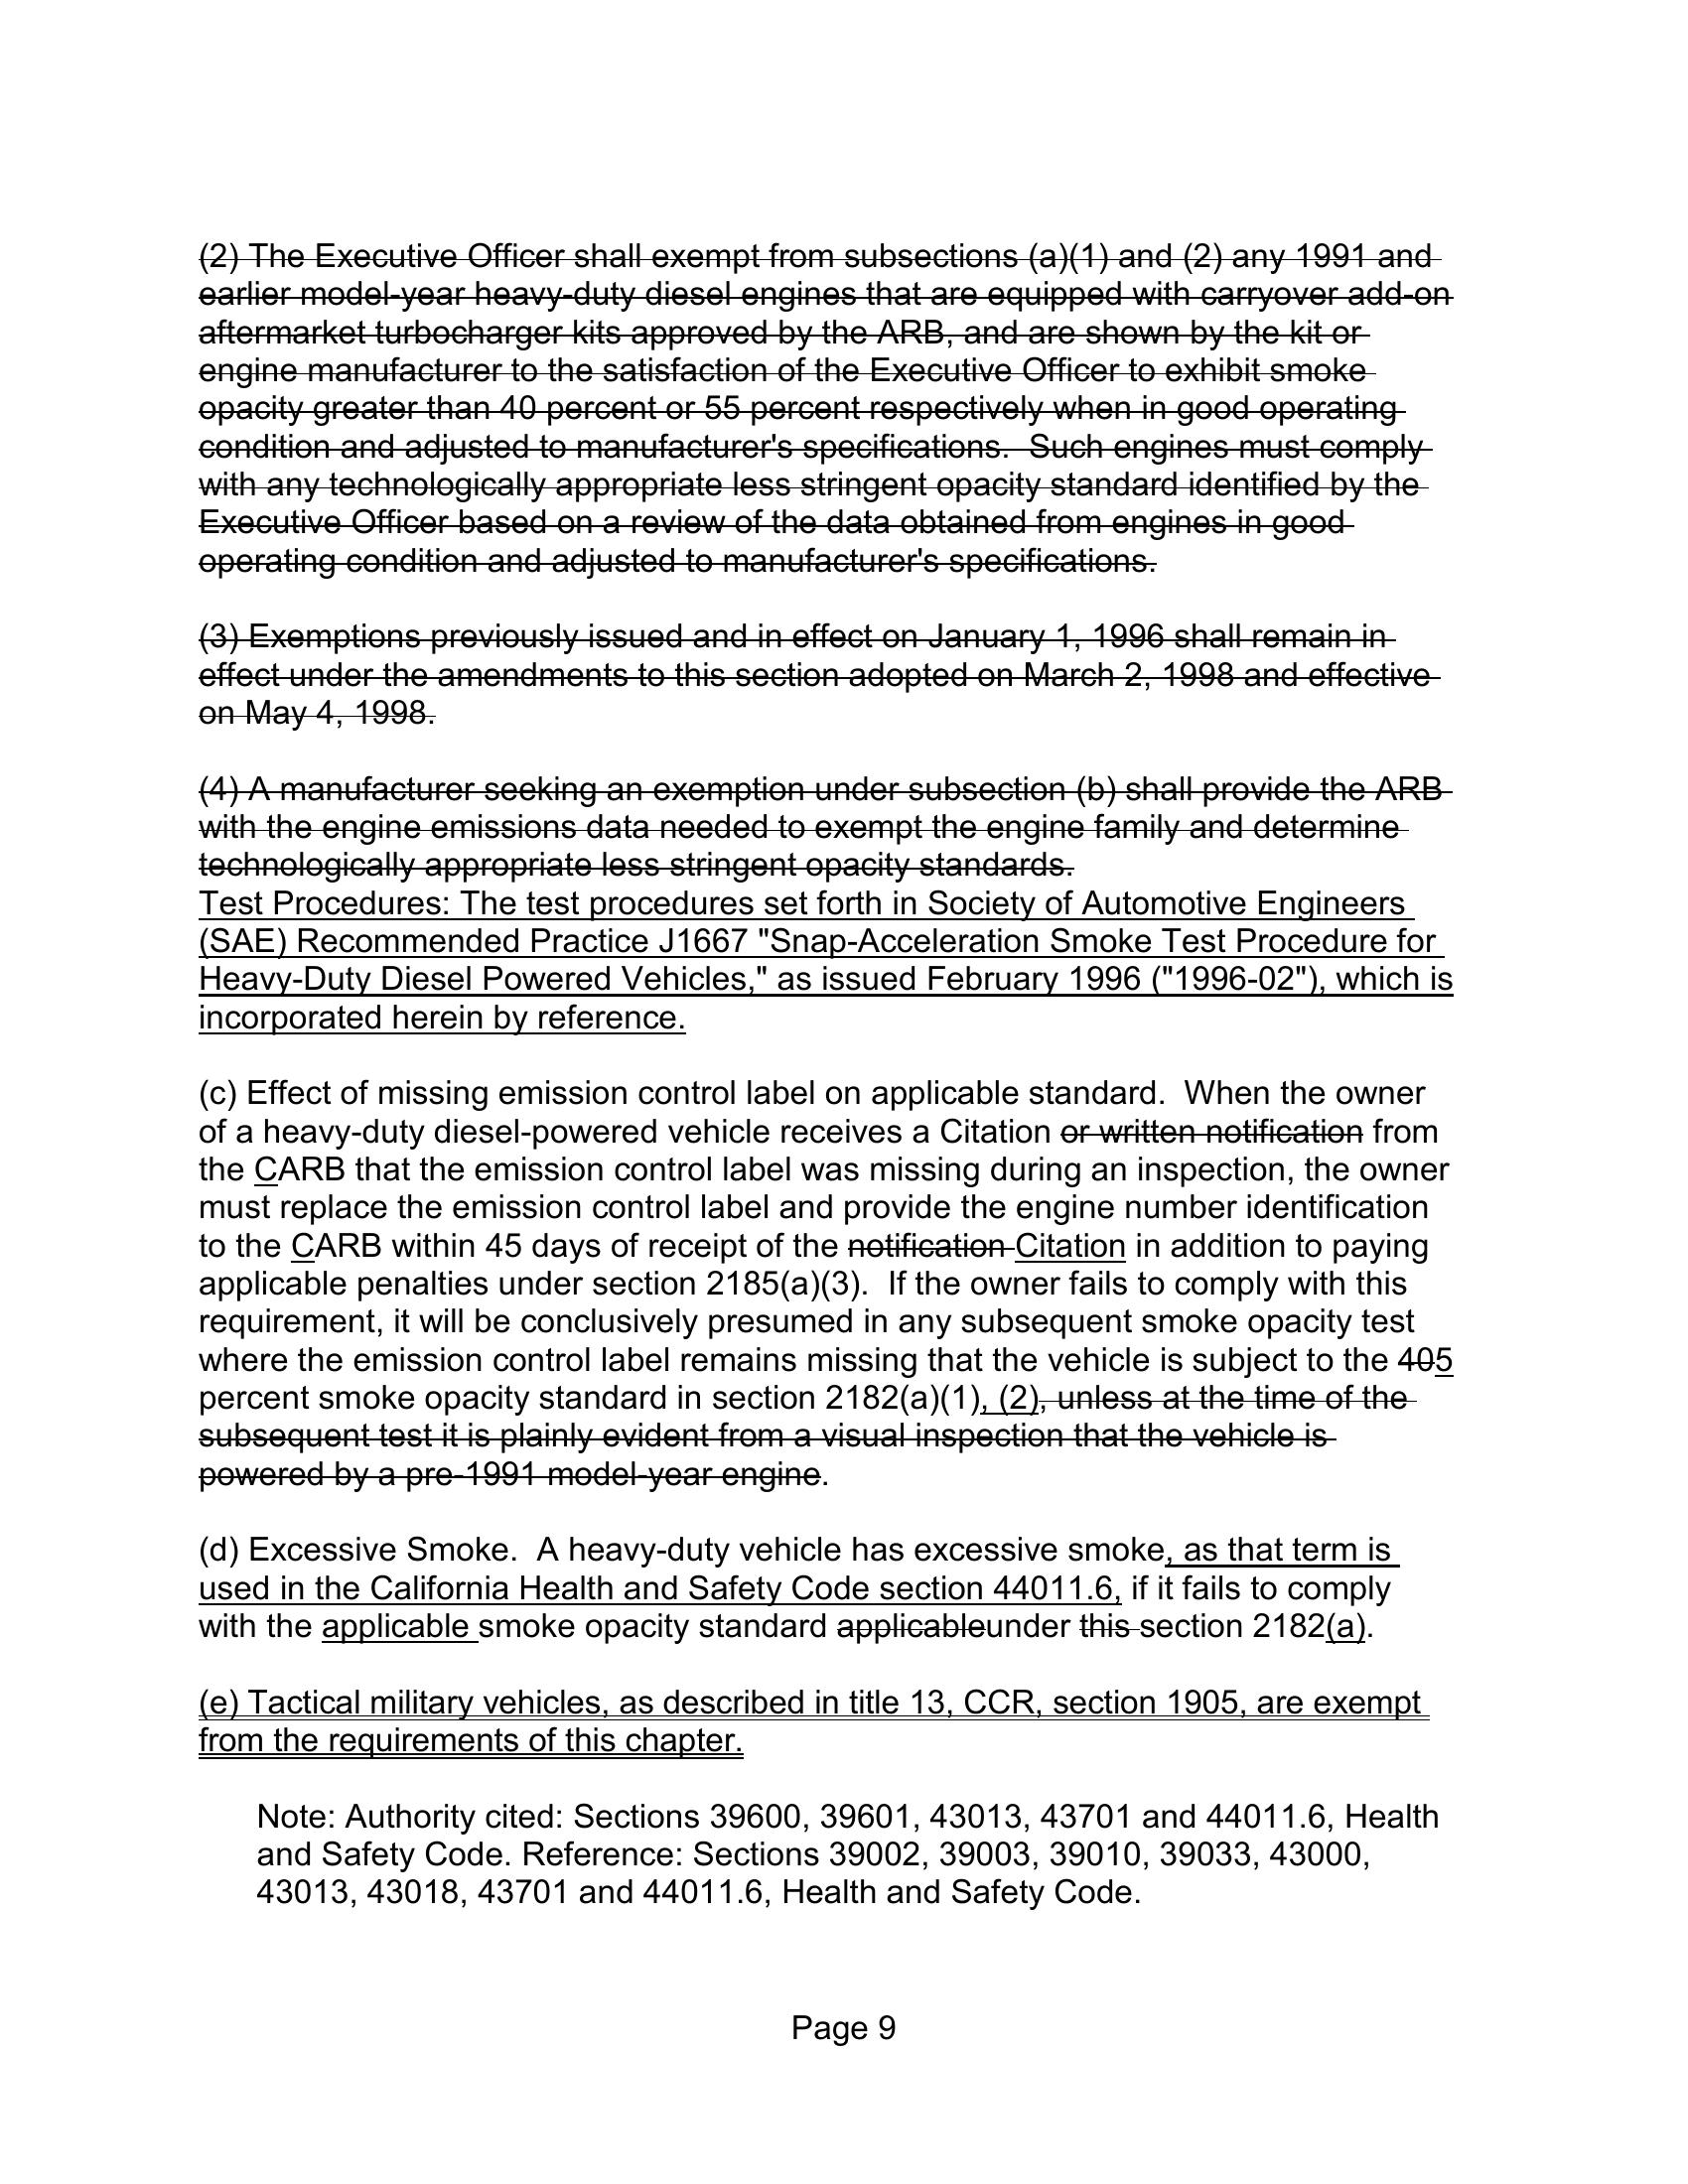 (2) The Executive Officer shall exempt from subsections (a)(1) and (2) any 1991 and
earlier model-year heavy-duty diesel engines that are equipped with carryover add-on
aftermarket turbocharger kits approved by the ARB, and are shown by the kit or
engine manufacturer to the satisfaction of the Executive Officer to exhibit smoke
opacity greater than 40 percent or 55 percent respectively when in good operating
condition and adjusted to manufacturer's specifications.  Such engines must comply
with any technologically appropriate less stringent opacity standard identified by the
Executive Officer based on a review of the data obtained from engines in good
operating condition and adjusted to manufacturer's specifications.
(3) Exemptions previously issued and in effect on January 1, 1996 shall remain in
effect under the amendments to this section adopted on March 2, 1998 and effective
on May 4, 1998.
(4) A manufacturer seeking an exemption under subsection (b) shall provide the ARB
with the engine emissions data needed to exempt the engine family and determine
technologically appropriate less stringent opacity standards.
Test Procedures: The test procedures set forth in Society of Automotive Engineers
(SAE) Recommended Practice J1667 "Snap-Acceleration Smoke Test Procedure for
Heavy-Duty Diesel Powered Vehicles," as issued February 1996 ("1996-02"), which is
incorporated herein by reference.
(c) Effect of missing emission control label on applicable standard.  When the owner
of a heavy-duty diesel-powered vehicle receives a Citation or written notification from
the CARB that the emission control label was missing during an inspection, the owner
must replace the emission control label and provide the engine number identification
to the CARB within 45 days of receipt of the notification Citation in addition to paying
applicable penalties under section 2185(a)(3).  If the owner fails to comply with this
requirement, it will be conclusively presumed in any subsequent smoke opacity test
where the emission control label remains missing that the vehicle is subject to the 405
percent smoke opacity standard in section 2182(a)(1), (2), unless at the time of the
subsequent test it is plainly evident from a visual inspection that the vehicle is
powered by a pre-1991 model-year engine.
(d) Excessive Smoke.  A heavy-duty vehicle has excessive smoke, as that term is
used in the California Health and Safety Code section 44011.6, if it fails to comply
with the applicable smoke opacity standard applicableunder this section 2182(a).
(e) Tactical military vehicles, as described in title 13, CCR, section 1905, are exempt
from the requirements of this chapter.
Note: Authority cited: Sections 39600, 39601, 43013, 43701 and 44011.6, Health
and Safety Code. Reference: Sections 39002, 39003, 39010, 39033, 43000,
43013, 43018, 43701 and 44011.6, Health and Safety Code.
Page 9